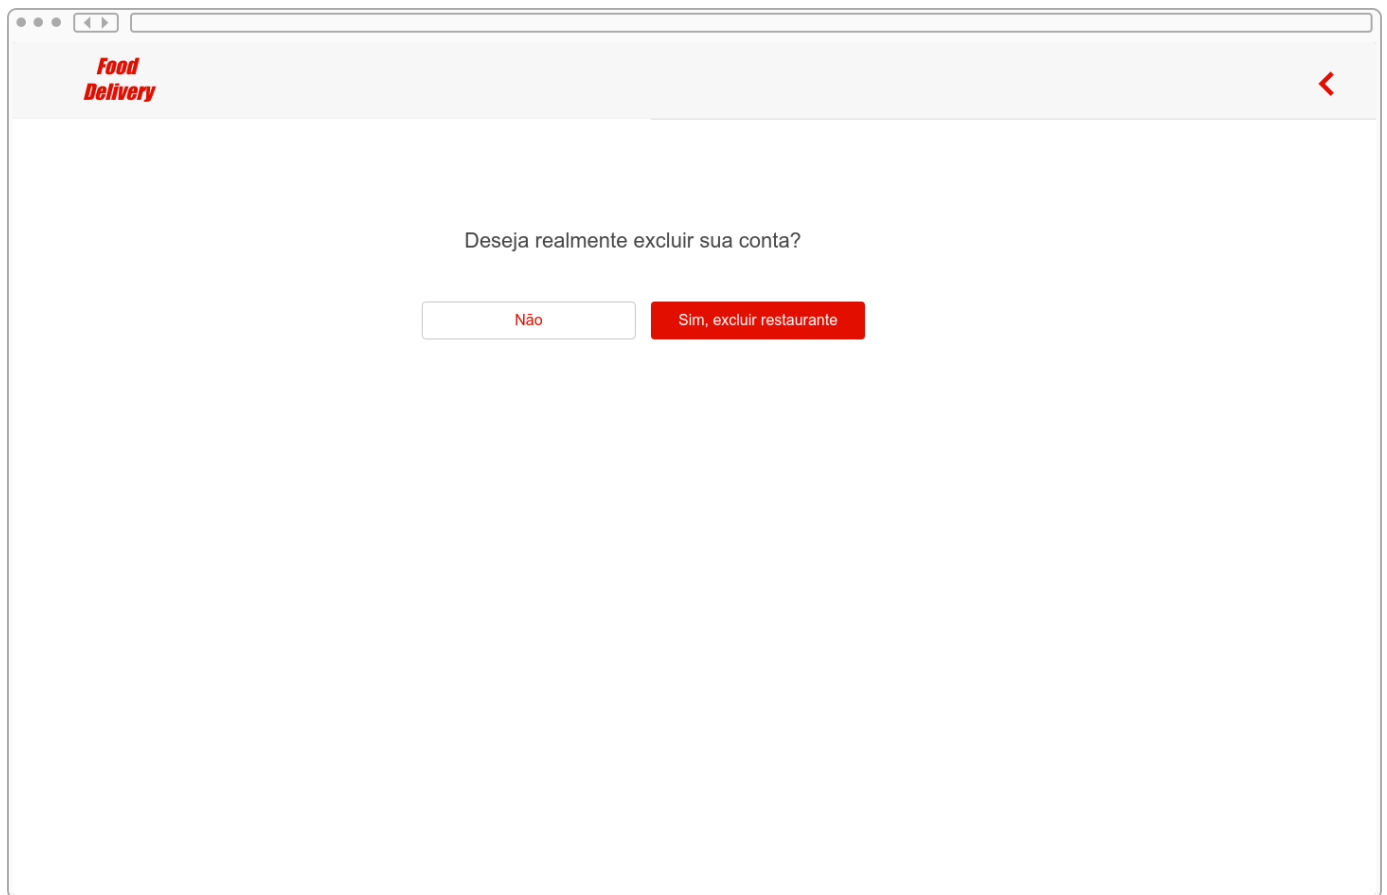 Food
Delivery
Deseja realmente excluir sua conta?
Não
Sim, excluir restaurante